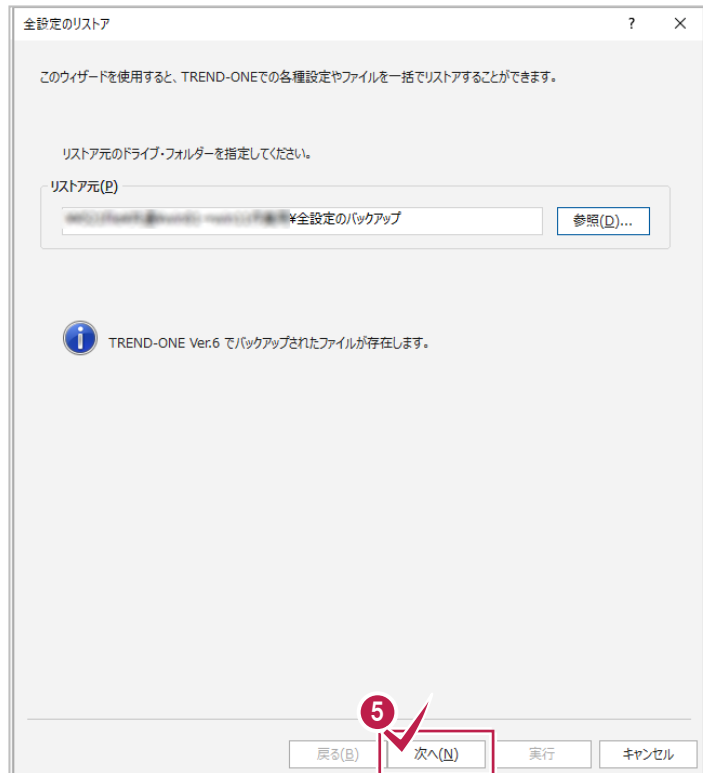 全設定のリストア
? ×
このウィザードを使用すると、TREND-ONEでの各種設定やファイルを一括でリストアすることができます。
リストア元のドライブ・フォルダーを指定してください。
リストア元(P)
¥全設定のバックアップ 参照(D)...
i TREND-ONE Ver.6 でバックアップされたファイルが存在します。
5
戻る(B) 次へ(N) 実行 キャンセル